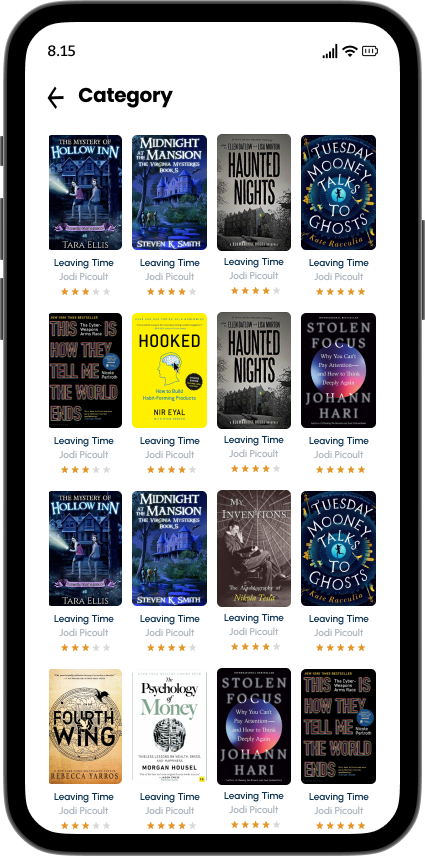 8.15
Category
THE MYSTERY OF
HOLLOW INN
TARA ELLIS
MIDNIGHT
AT THE
MANSION
THE VIRGINIA MYSTERIES
BOOK 5
STEVEN K. SMITH
ELLEN DATLOW AND LISA MORTON
HAUNTED
NIGHTS
TUESDAY
MOONEY
TALKS
TO
GHOSTS
Kate Racculia
Leaving Time
Leaving Time
Leaving Time
Leaving Time
Jodi Picoult
Jodi Picoult
Jodi Picoult
Jodi Picoult
NEW YORK TIMES BESTSELLER
THIS IS
The Cyber-
Weapons
Arms Race
HOW THEY
TELL ME
Nicole
Perlroth
THE WORLD
ENDS
HOOKED
How to Build
Habit-Forming Products
NIR EYAL
HAUNTED
NIGHTS
STOLEN
FOCUS
Why You Can't
Pay Attention—
and How to Think
Deeply Again
JOHANN
HARI
Leaving Time
Leaving Time
Leaving Time
Leaving Time
Jodi Picoult
Jodi Picoult
Jodi Picoult
Jodi Picoult
THE MYSTERY OF
HOLLOW INN
TARA ELLIS
MIDNIGHT
AT THE
MANSION
THE VIRGINIA MYSTERIES
BOOK 5
STEVEN K. SMITH
My
Inventions
The Autobiography of
Nikola Tesla
TUESDAY
MOONEY
TALKS
TO
GHOSTS
Kate Racculia
Leaving Time
Leaving Time
Leaving Time
Leaving Time
Jodi Picoult
Jodi Picoult
Jodi Picoult
Jodi Picoult
FOURTH
WING
REBECCA YARROS
The
Psychology
of
Money
TIMELESS LESSONS ON WEALTH, GREED,
AND HAPPINESS
MORGAN HOUSEL
STOLEN
FOCUS
Why You Can't
Pay Attention—
and How to Think
Deeply Again
JOHANN
HARI
THIS IS
The Cyber-
Weapons
Arms Race
HOW THEY
TELL ME
Nicole
Perlroth
THE WORLD
ENDS
Leaving Time
Leaving Time
Leaving Time
Leaving Time
Jodi Picoult
Jodi Picoult
Jodi Picoult
Jodi Picoult